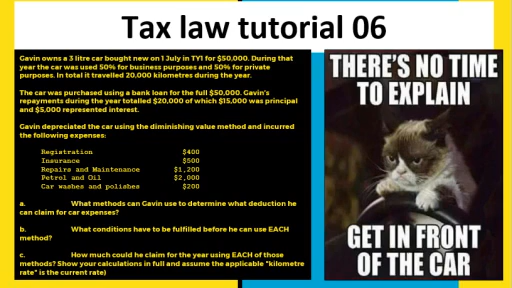 Tax law tutorial 06
Gavin owns a 3 litre car bought new on 1 July in TY1 for $50,000. During that
year the car was used 50% for business purposes and 50% for private
purposes. In total it travelled 20,000 kilometres during the year.
The car was purchased using a bank loan for the full $50,000. Gavin's
repayments during the year totalled $20,000 of which $15,000 was principal
and $5,000 represented interest.
Gavin depreciated the car using the diminishing value method and incurred
the following expenses:
Registration $400
Insurance $500
Repairs and Maintenance $1,200
Petrol and Oil $2,000
Car washes and polishes $200
a. What methods can Gavin use to determine what deduction he
can claim for car expenses?
b. What conditions have to be fulfilled before he can use EACH
method?
c. How much could he claim for the year using EACH of those
methods? Show your calculations in full and assume the applicable "kilometre
rate" is the current rate)
THERE'S NO TIME
TO EXPLAIN
GET IN FRONT
OF THE CAR